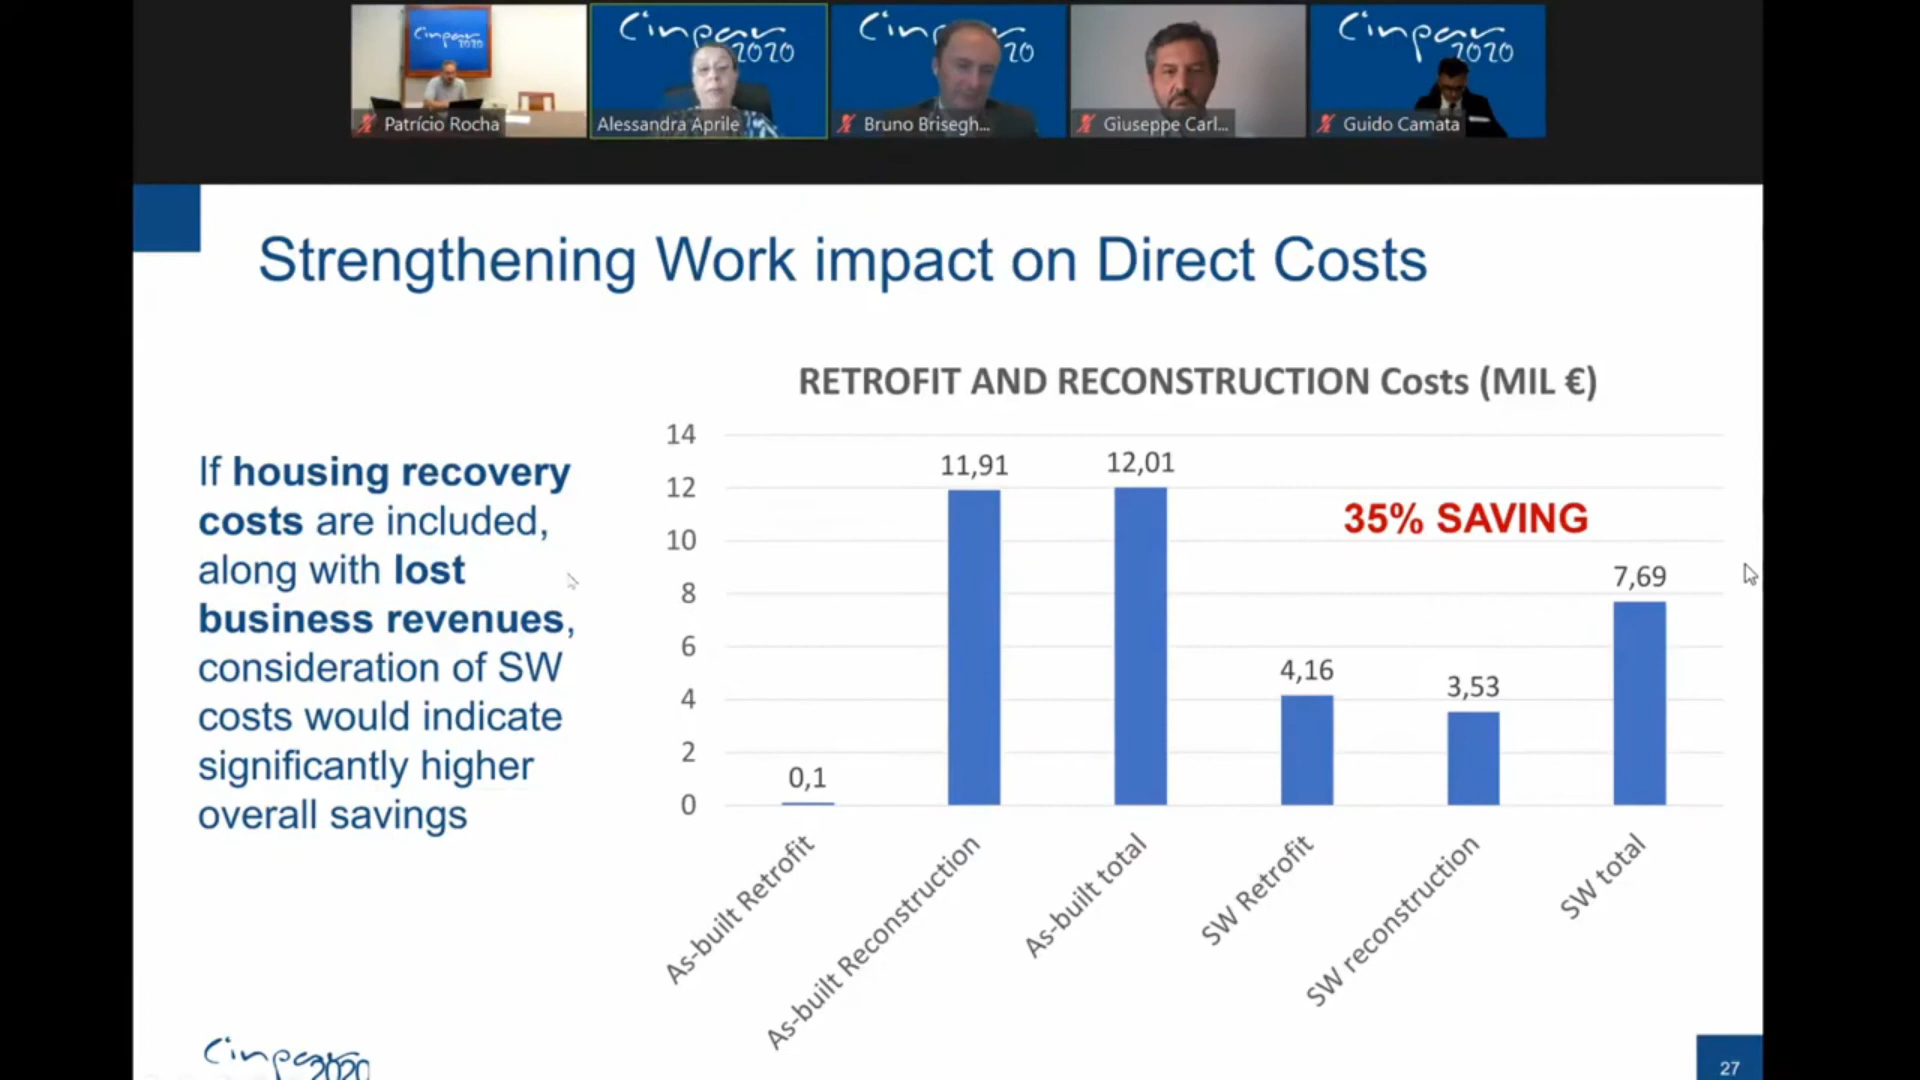 Cinpar
2020
Cinpar
2020
Cinpar
20
Cinpar
2020
Patrício Rocha
Alessandra Aprile
Bruno Brisegh...
Giuseppe Carl...
Guido Camata
Strengthening Work impact on Direct Costs
If housing recovery
costs are included,
along with lost
business revenues,
consideration of SW
costs would indicate
significantly higher
overall savings
RETROFIT AND RECONSTRUCTION Costs (MIL €)
14
12
10
8
6
4
2
0
0,1
11,91
12,01
4,16
3,53
7,69
35% SAVING
As-built Retrofit
As-built Reconstruction
As-built total
SW Retrofit
SW reconstruction
SW total
Cinpar
2020
27